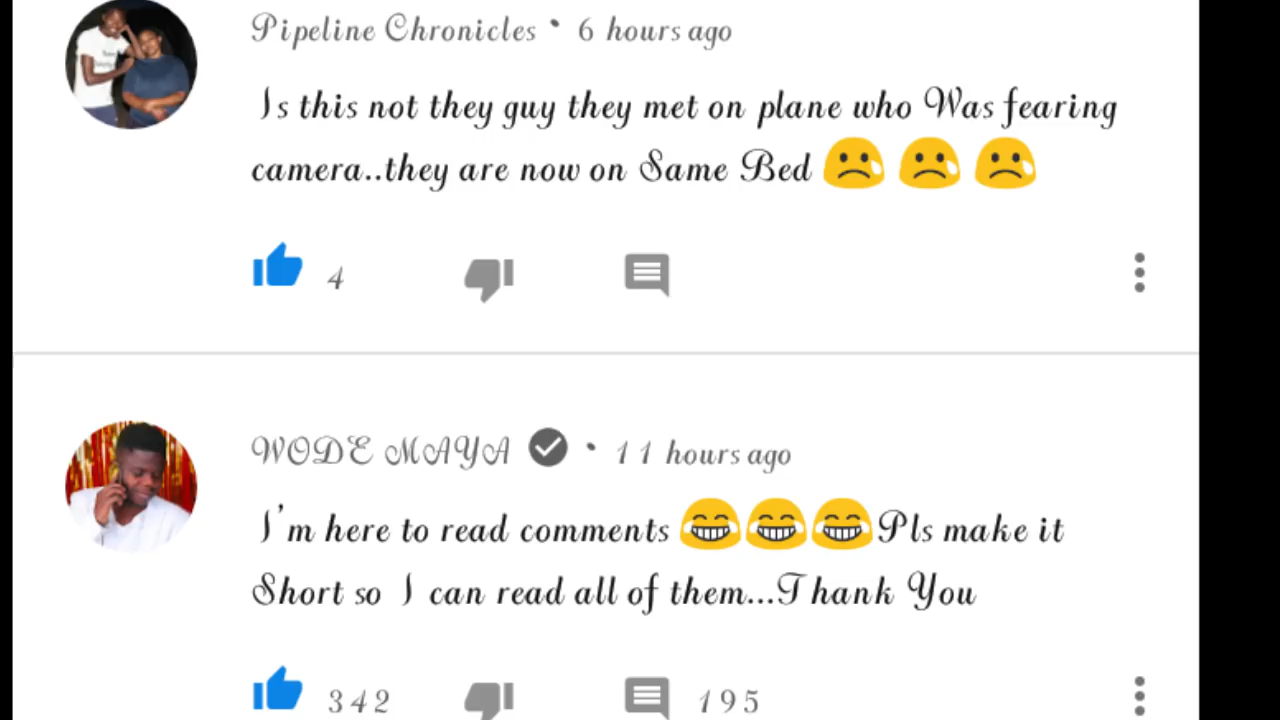 Pipeline Chronicles • 6 hours ago
Is this not they guy they met on plane who Was fearing
camera..they are now on Same Bed 😢 😢 😢
4
WODE MAYA • 11 hours ago
I'm here to read comments 😂😂😂Pls make it
Short so I can read all of them...Thank You
342 195